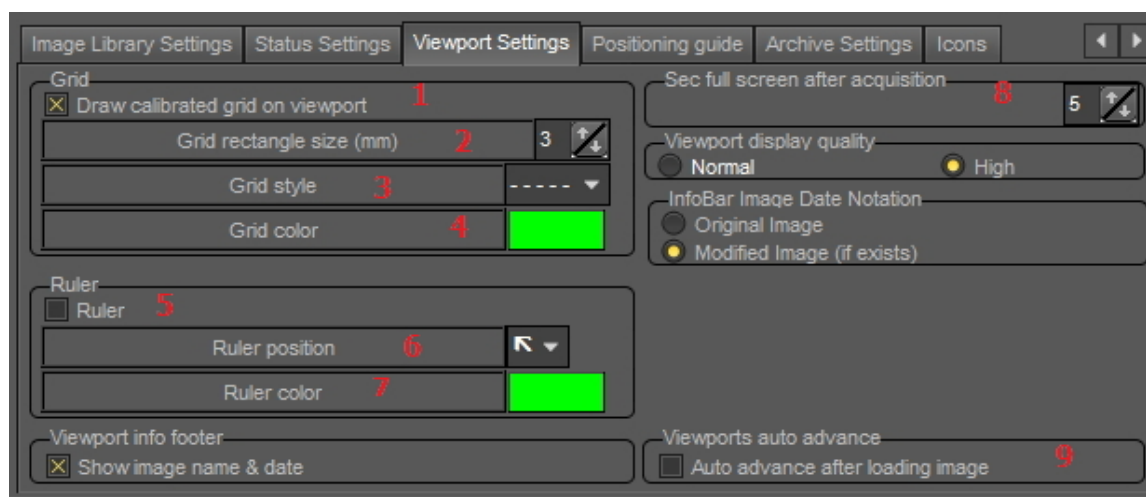 Image Library Settings Status Settings Viewport Settings Positioning guide Archive Settings Icons
Grid
Draw calibrated grid on viewport 1
Grid rectangle size (mm) 2 3
Grid style 3 -----
Grid color 4
Ruler
Ruler 5
Ruler position 6
Ruler color 7
Viewport info footer
Show image name & date
Sec full screen after acquisition 8
5
Viewport display quality
Normal High
InfoBar Image Date Notation
Original Image
Modified Image (if exists)
Viewports auto advance
Auto advance after loading image 9